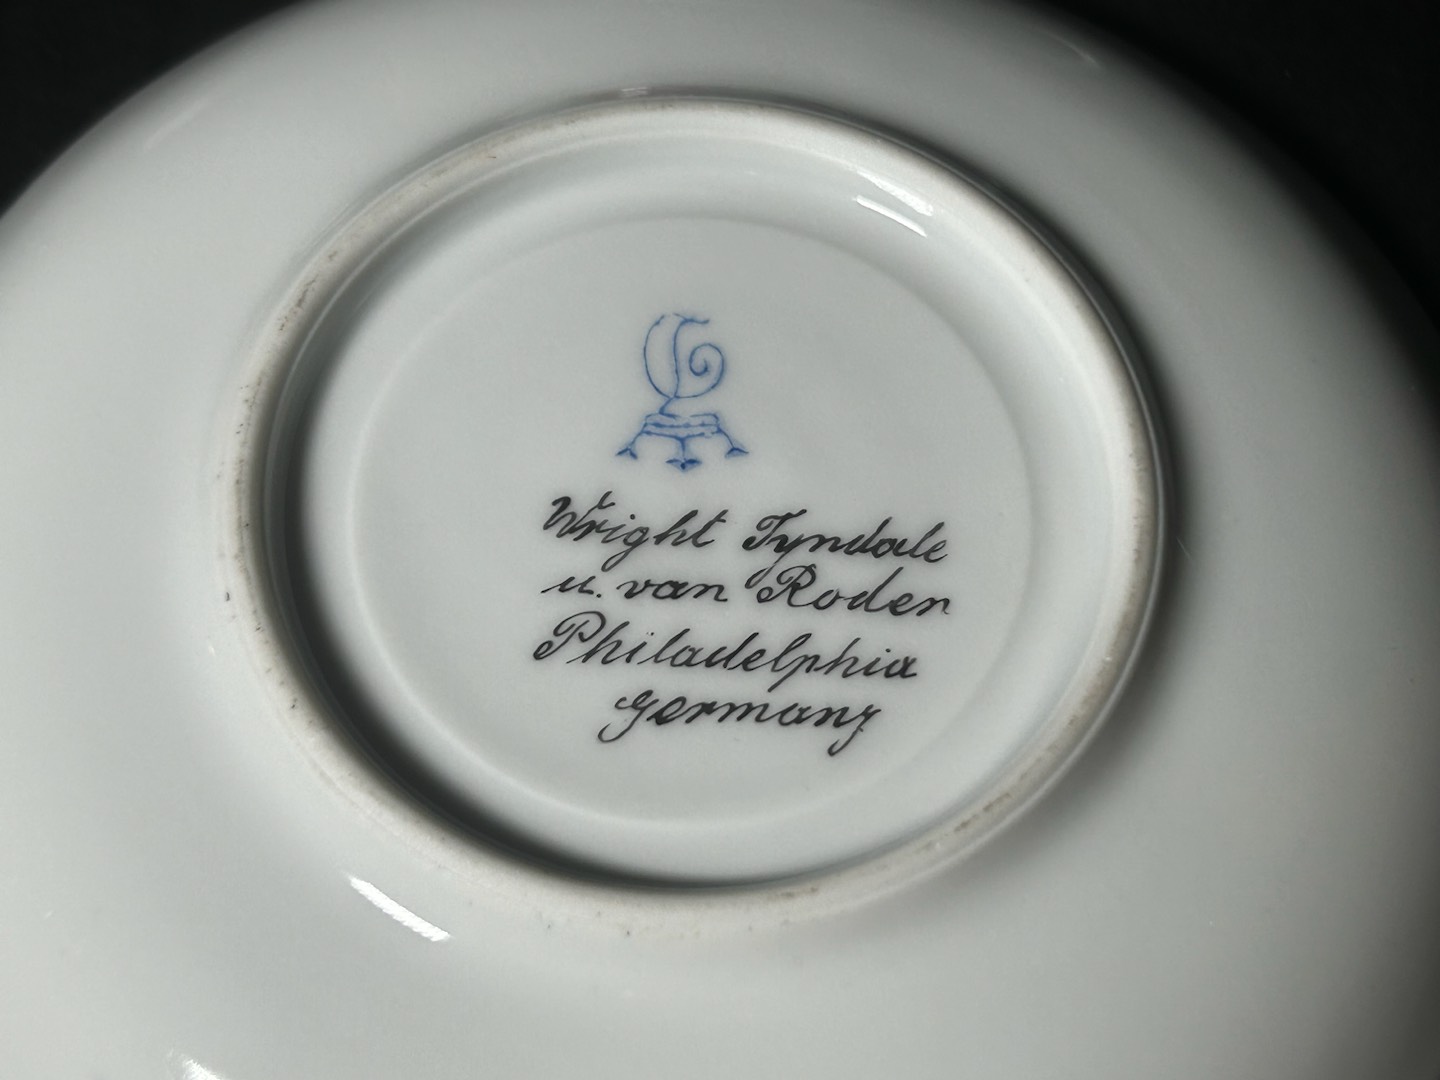 Wright Tyndale
u. van Roden
Philadelphia
Germany